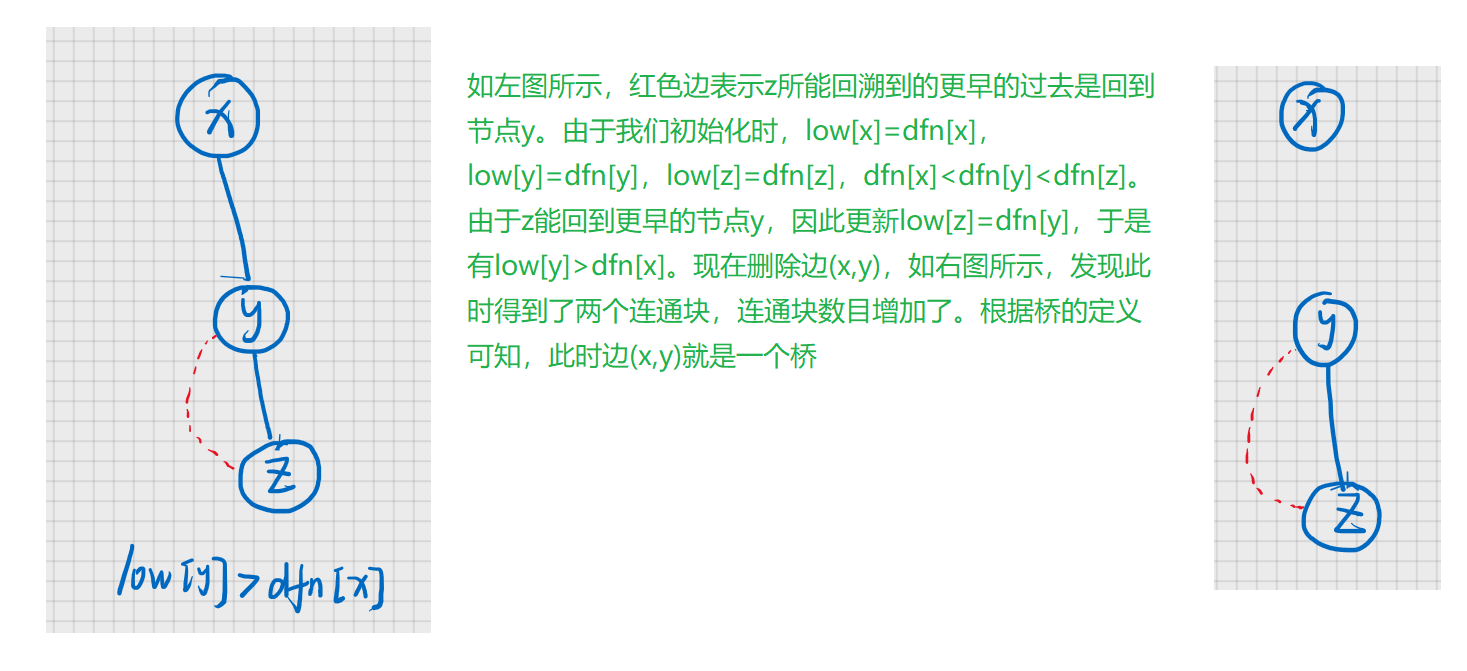 x
y
z
low[y]>dfn[x]
如左图所示，红色边表示z所能回溯到的更早的过去是回到
节点y。由于我们初始化时，low[x]=dfn[x]，
low[y]=dfn[y]，low[z]=dfn[z]，dfn[x]<dfn[y]<dfn[z]。
由于z能回到更早的节点y，因此更新low[z]=dfn[y]，于是
有low[y]>dfn[x]。现在删除边(x,y)，如右图所示，发现此
时得到了两个连通块，连通块数目增加了。根据桥的定义
可知，此时边(x,y)就是一个桥
x
y
z